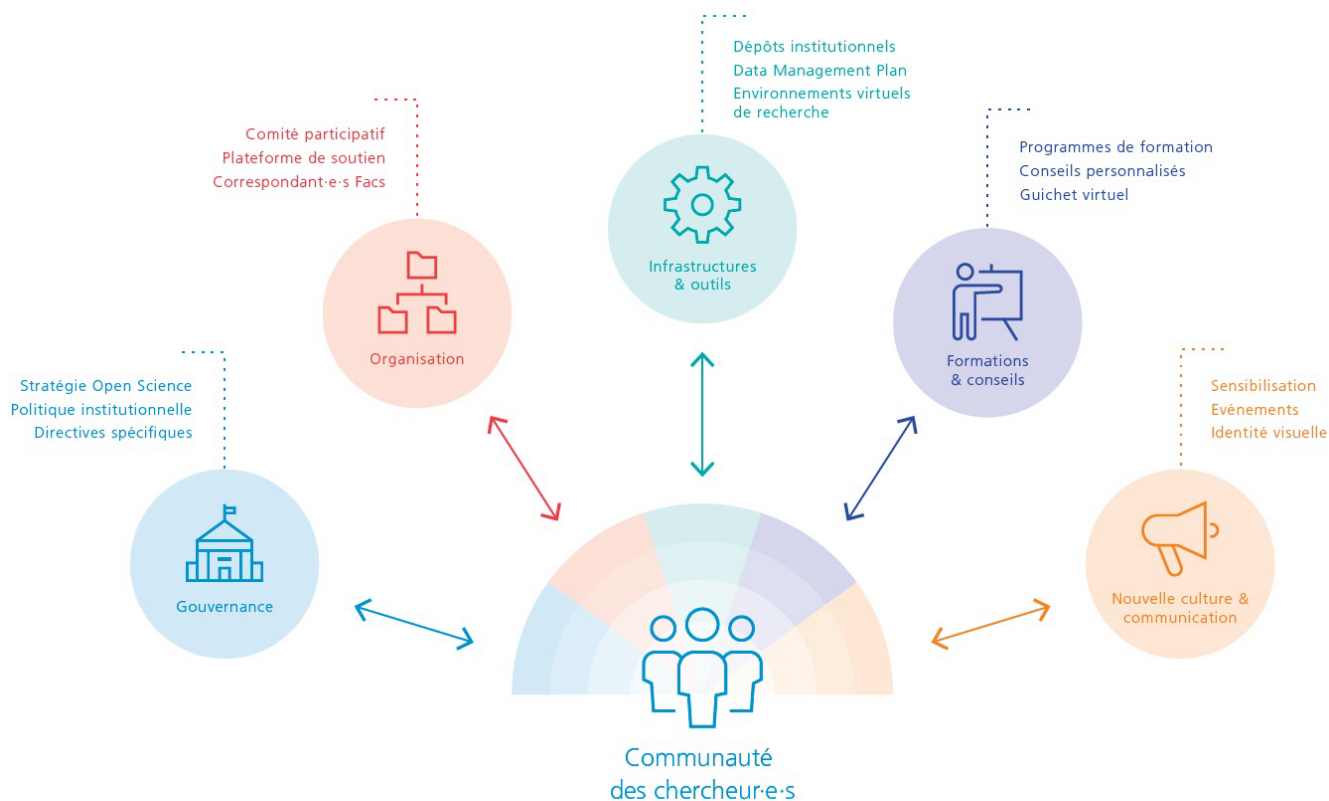 Dépôts institutionnels
Data Management Plan
Environnements virtuels
de recherche
Comité participatif
Plateforme de soutien
Correspondant·e·s Facs
Programmes de formation
Conseils personnalisés
Guichet virtuel
Infrastructures
& outils
Organisation
Formations
& conseils
Stratégie Open Science
Politique institutionnelle
Directives spécifiques
Sensibilisation
Evénements
Identité visuelle
Gouvernance
Nouvelle culture &
communication
Communauté
des chercheur·e·s